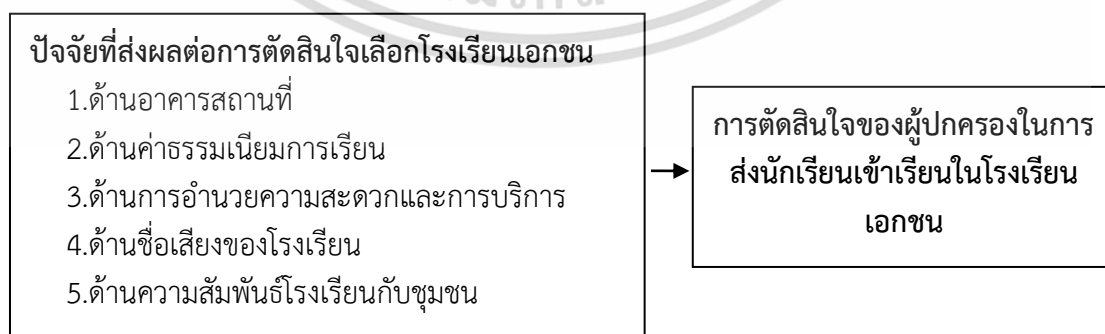 ปัจจัยที่ส่งผลต่อการตัดสินใจเลือกโรงเรียนเอกชน
1.ด้านอาคารสถานที่
2.ด้านค่าธรรมเนียมการเรียน
3.ด้านการอำนวยความสะดวกและการบริการ
4.ด้านชื่อเสียงของโรงเรียน
5.ด้านความสัมพันธ์โรงเรียนกับชุมชน
การตัดสินใจของผู้ปกครองในการ
ส่งนักเรียนเข้าเรียนในโรงเรียน
เอกชน